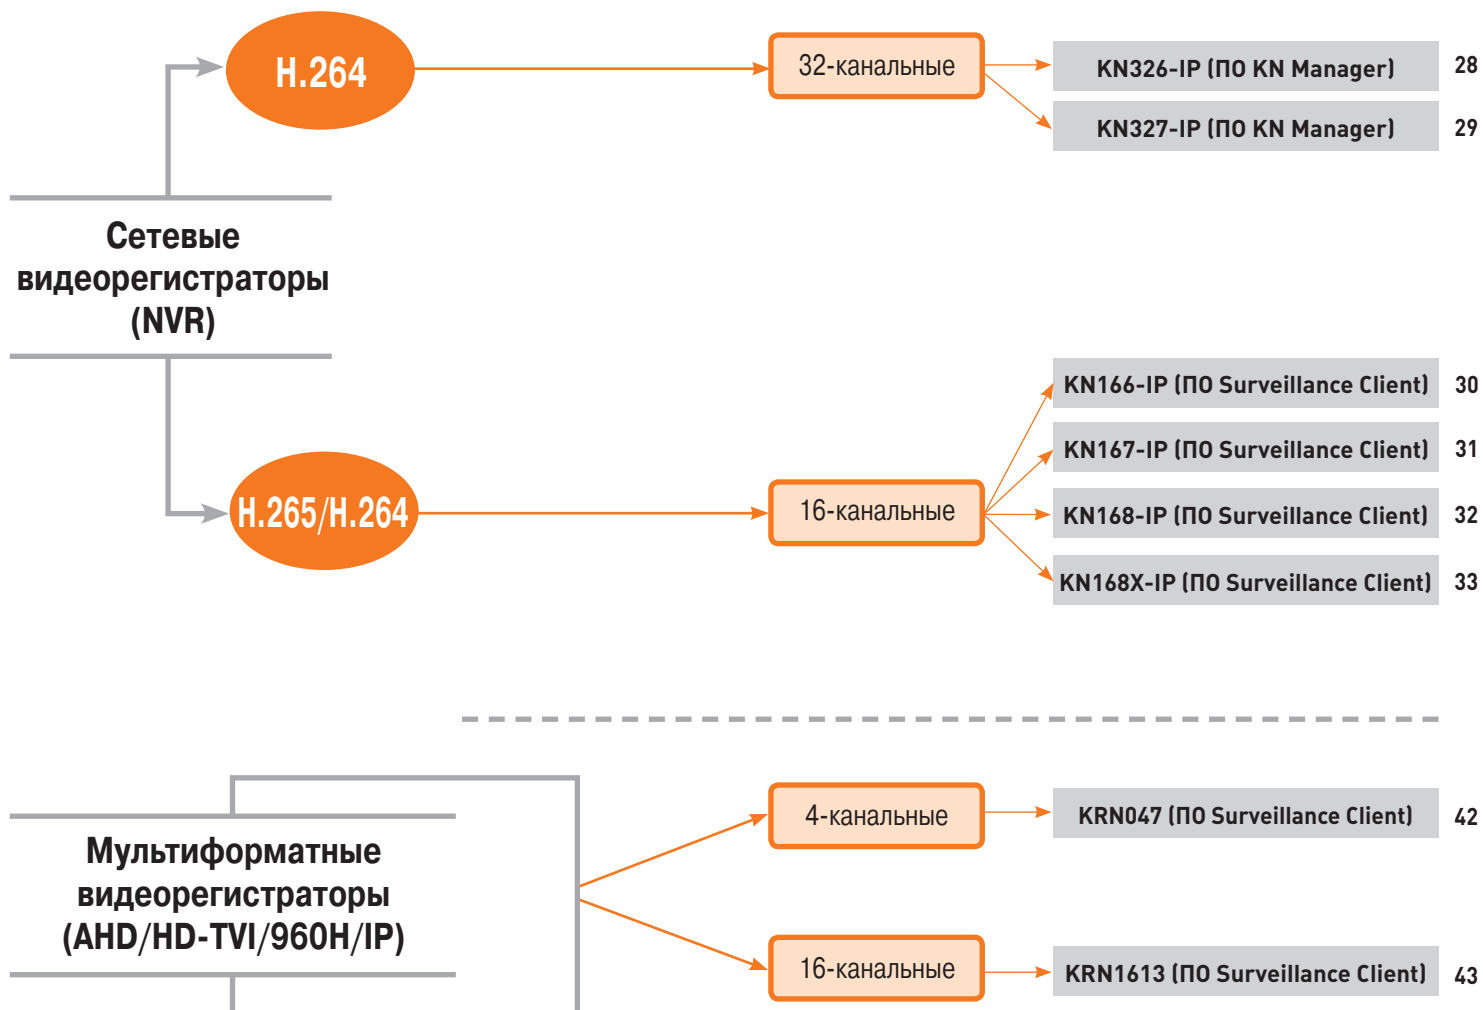 H.264
32-канальные
KN326-IP (ПО KN Manager) 28
KN327-IP (ПО KN Manager) 29
Сетевые
видеорегистраторы
(NVR)
H.265/H.264
16-канальные
KN166-IP (ПО Surveillance Client) 30
KN167-IP (ПО Surveillance Client) 31
KN168-IP (ПО Surveillance Client) 32
KN168X-IP (ПО Surveillance Client) 33
Мультиформатные
видеорегистраторы
(AHD/HD-TVI/960H/IP)
4-канальные
KRN047 (ПО Surveillance Client) 42
16-канальные
KRN1613 (ПО Surveillance Client) 43